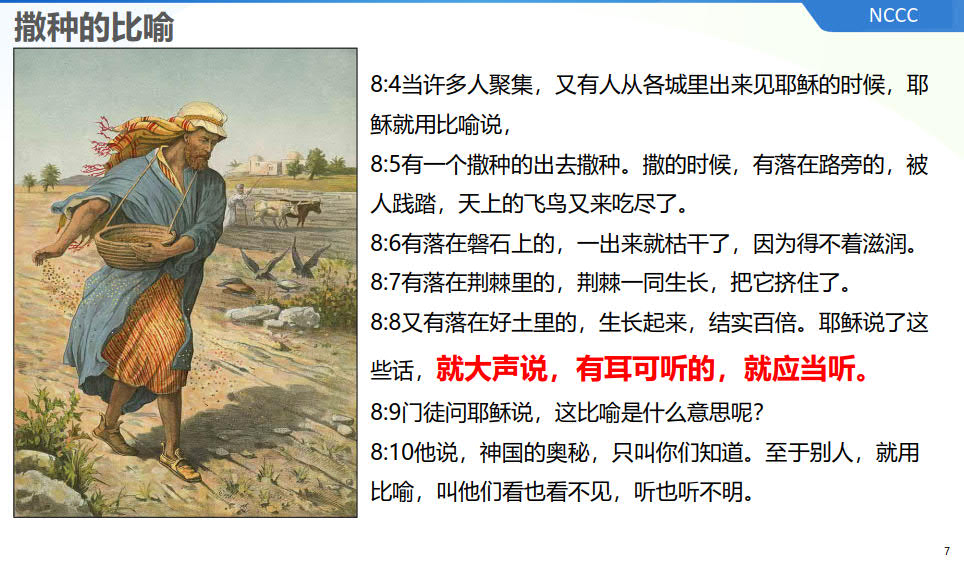 NCCC
撒种的比喻
8:4当许多人聚集，又有人从各城里出来见耶稣的时候，耶
稣就用比喻说，
8:5有一个撒种的出去撒种。撒的时候，有落在路旁的，被
人践踏，天上的飞鸟又来吃尽了。
8:6有落在磐石上的，一出来就枯干了，因为得不着滋润。
8:7有落在荆棘里的，荆棘一同生长，把它挤住了。
8:8又有落在好土里的，生长起来，结实百倍。耶稣说了这
些话，就大声说，有耳可听的，就应当听。
8:9门徒问耶稣说，这比喻是什么意思呢？
8:10他说，神国的奥秘，只叫你们知道。至于别人，就用
比喻，叫他们看也看不见，听也听不明。
7